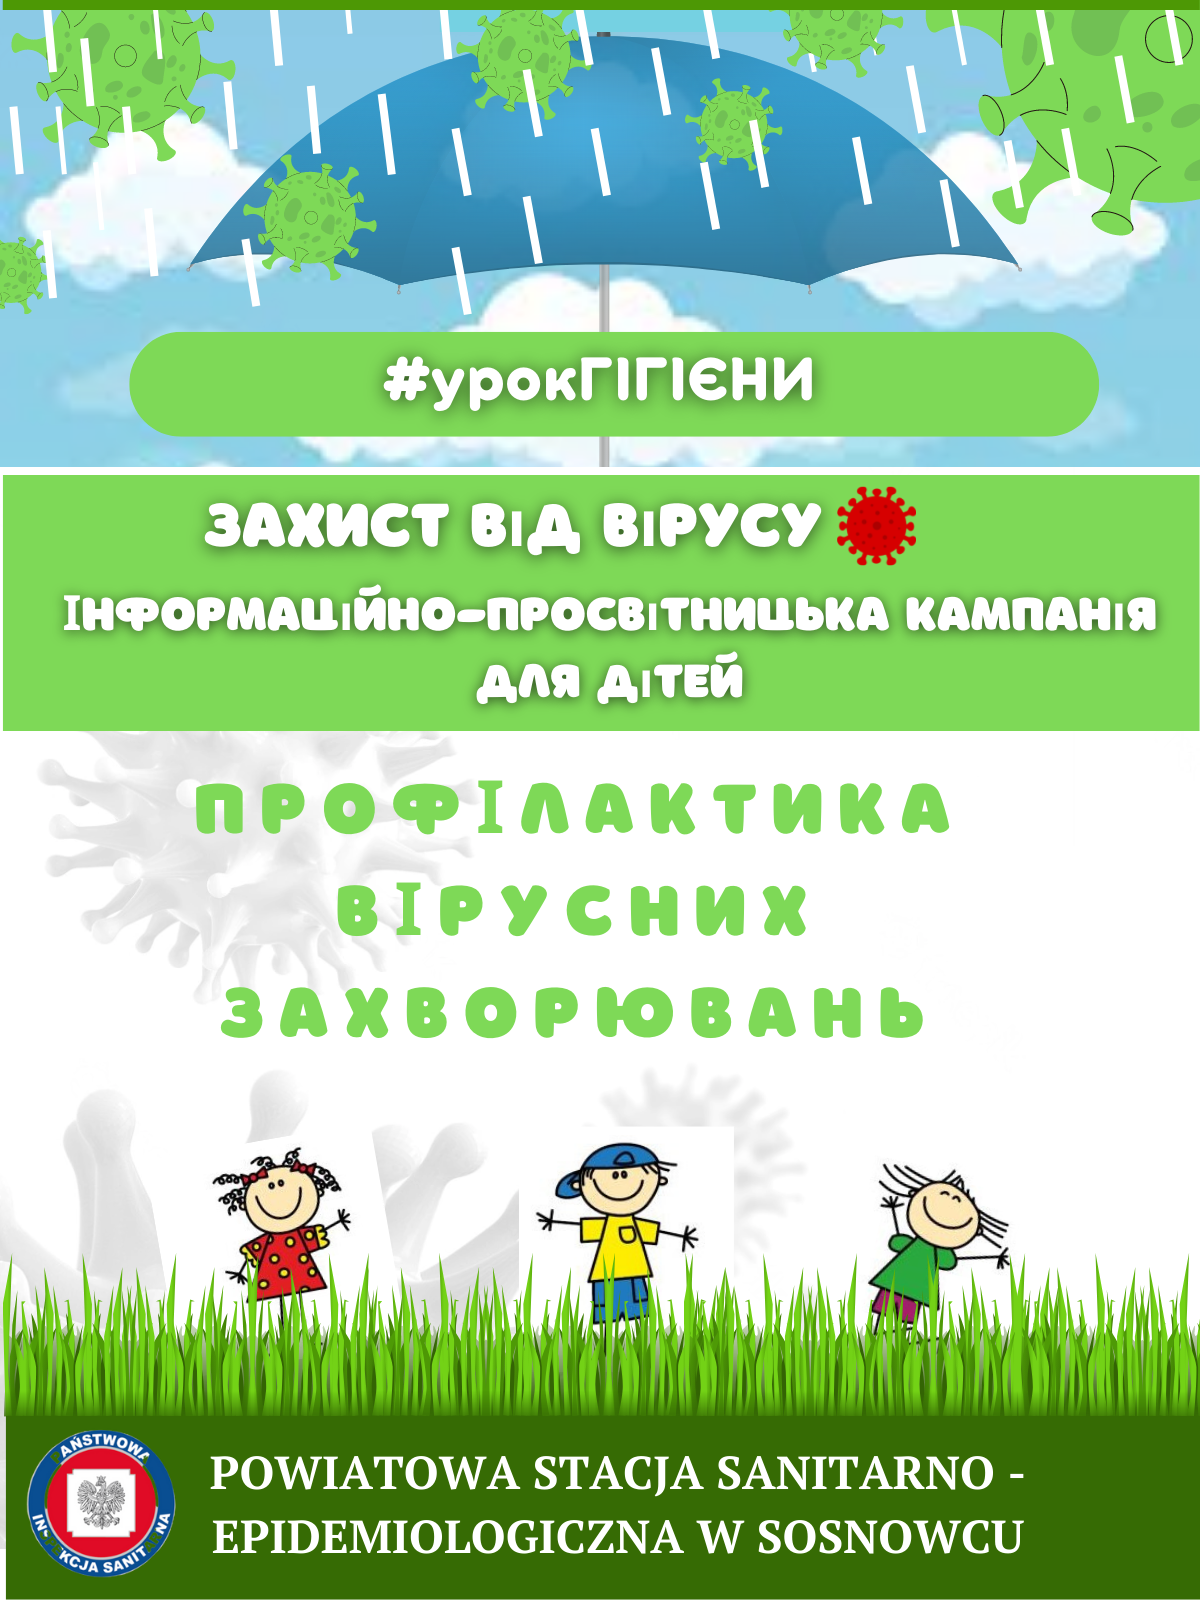 #урокГІГІЄНИ
ЗАХИСТ ВІД ВІРУСУ
ІНФОРМАЦІЙНО-ПРОСВІТНИЦЬКА КАМПАНІЯ
ДЛЯ ДІТЕЙ
ПРОФІЛАКТИКА
ВІРУСНИХ
ЗАХВОРЮВАНЬ
POWIATOWA STACJA SANITARNO -
EPIDEMIOLOGICZNA W SOSNOWCU